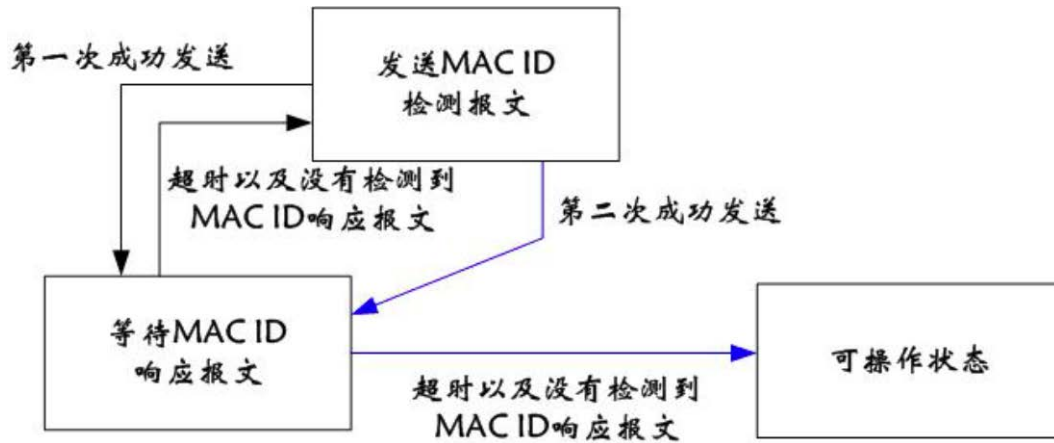 第一次成功发送
发送MAC ID
检测报文
超时以及没有检测到
MAC ID响应报文
第二次成功发送
等待MAC ID
响应报文
可操作状态
超时以及没有检测到
MAC ID响应报文